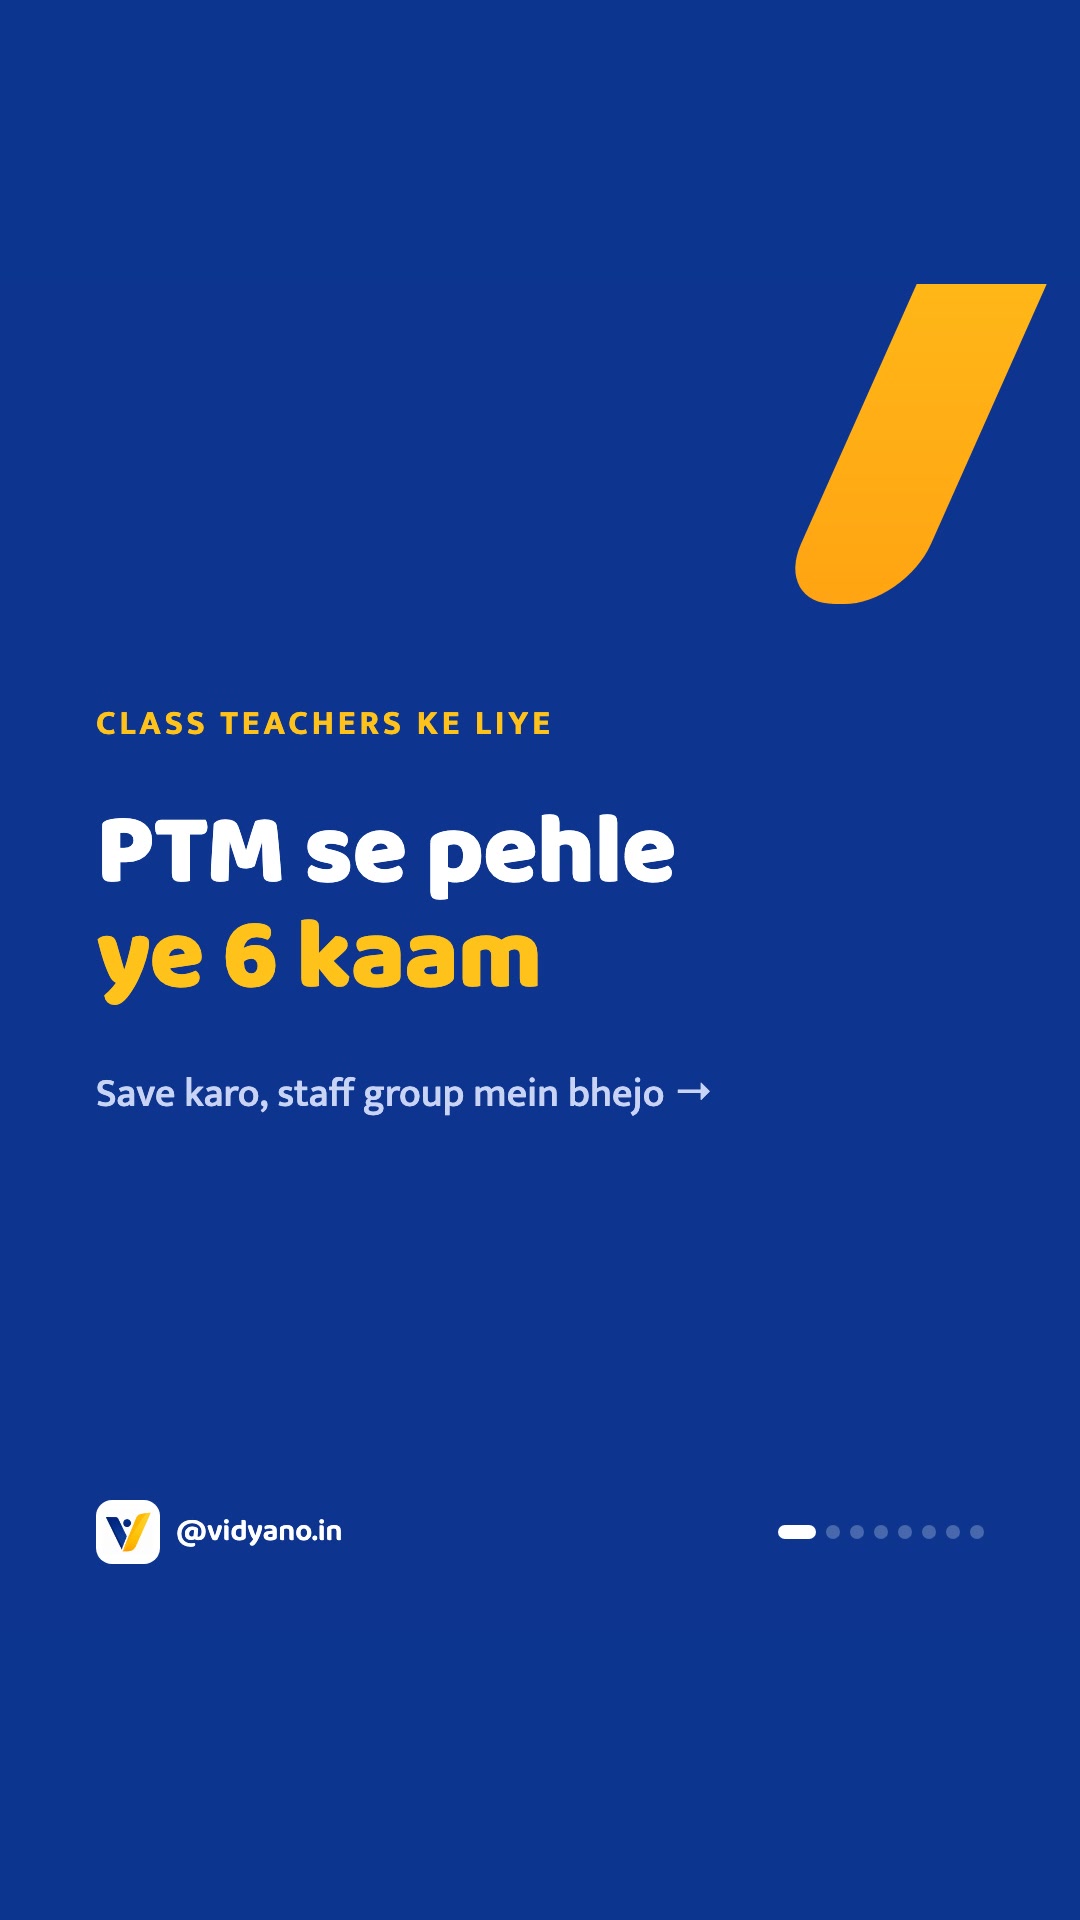 CLASS TEACHERS KE LIYE
PTM se pehle
ye 6 kaam
Save karo, staff group mein bhejo →
@vidyano.in